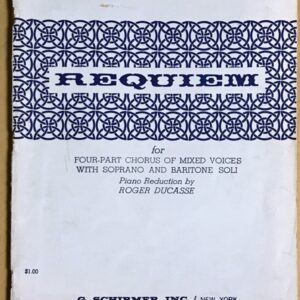 REQUIEM
for
FOUR-PART CHORUS OF MIXED VOICES
WITH SOPRANO AND BARITONE SOLI
Piano Reduction by
ROGER DUCASSE
$1.00
G. SCHIRMER, INC. / NEW YORK